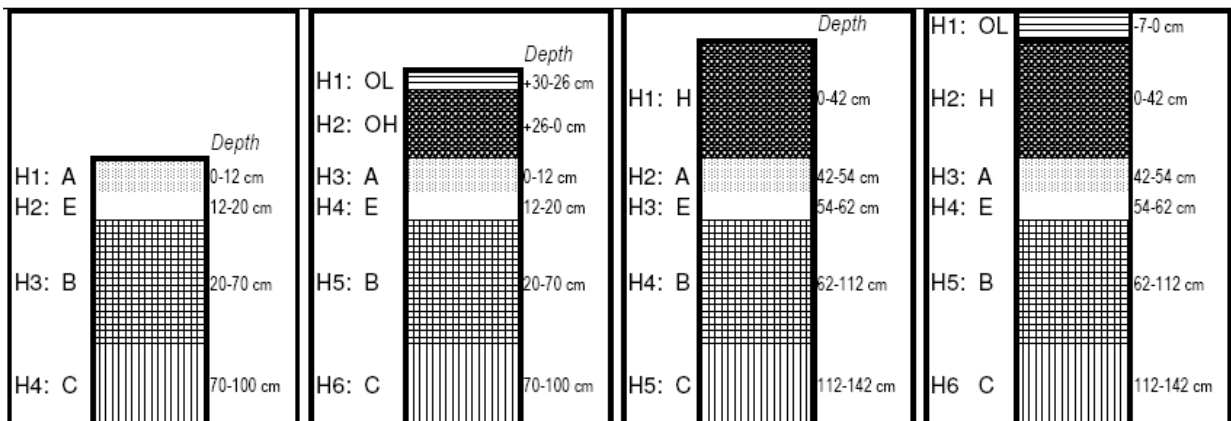 Depth
H1: A 0-12 cm
H2: E 12-20 cm
H3: B 20-70 cm
H4: C 70-100 cm
Depth
H1: OL +30-26 cm
H2: OH +26-0 cm
H3: A 0-12 cm
H4: E 12-20 cm
H5: B 20-70 cm
H6: C 70-100 cm
Depth
H1: H 0-42 cm
H2: A 42-54 cm
H3: E 54-62 cm
H4: B 62-112 cm
H5: C 112-142 cm
H1: OL -7-0 cm
H2: H 0-42 cm
H3: A 42-54 cm
H4: E 54-62 cm
H5: B 62-112 cm
H6 C 112-142 cm